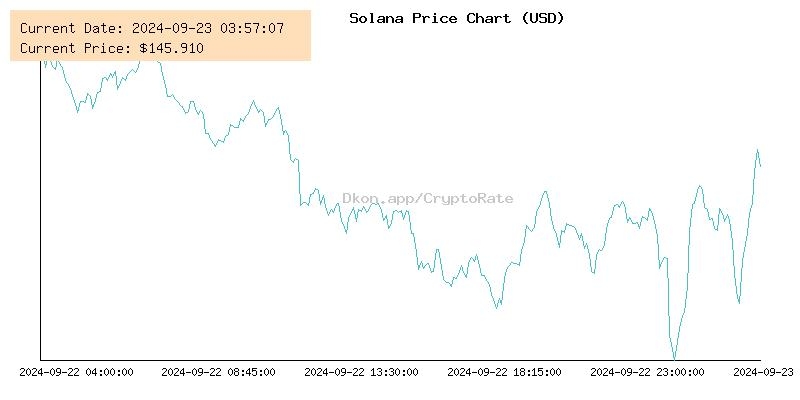 Solana Price Chart (USD)
Current Date: 2024-09-23 03:57:07
Current Price: $145.910
Dkon.app/CryptoRate
2024-09-22 04:00:00 2024-09-22 08:45:00 2024-09-22 13:30:00 2024-09-22 18:15:00 2024-09-22 23:00:00 2024-09-23